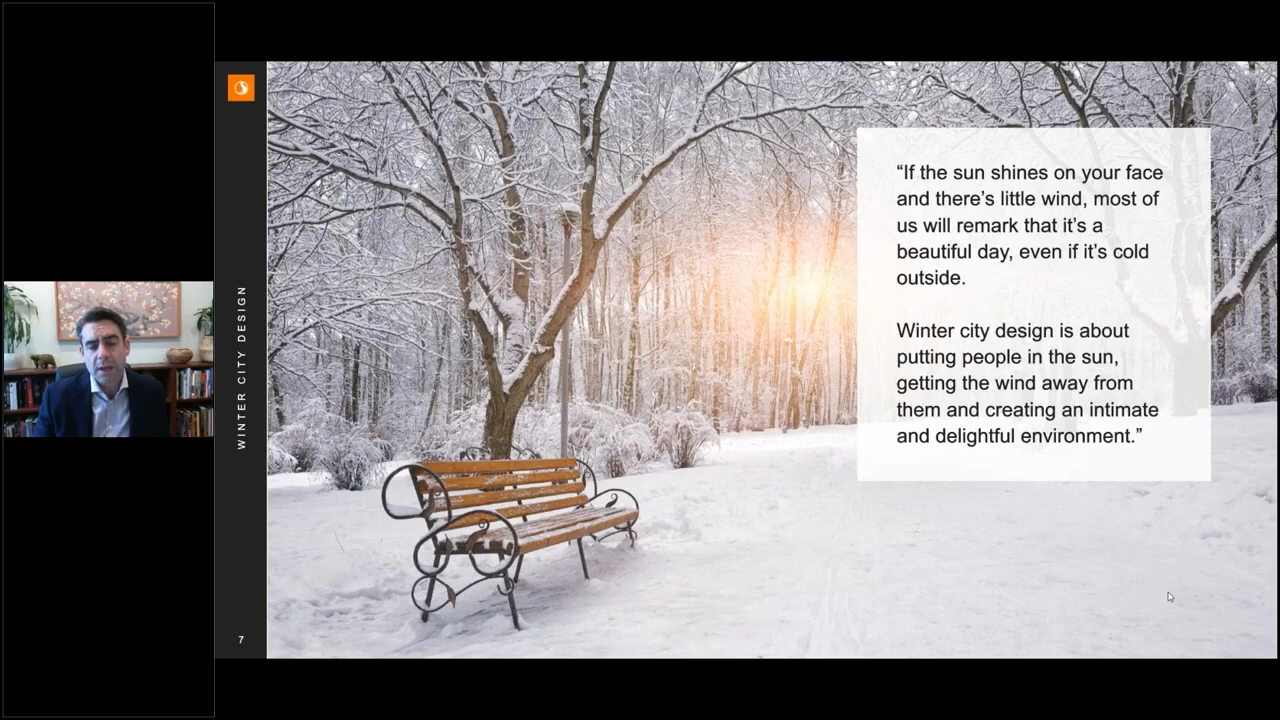 WINTER CITY DESIGN
7
“If the sun shines on your face
and there’s little wind, most of
us will remark that it’s a
beautiful day, even if it’s cold
outside.
Winter city design is about
putting people in the sun,
getting the wind away from
them and creating an intimate
and delightful environment.”